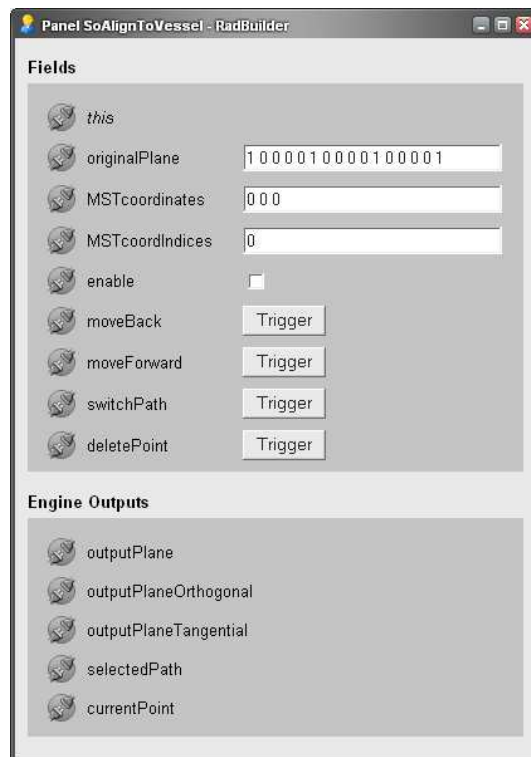 Panel SoAlignToVessel - RadBuilder
Fields
this
originalPlane 1 0 0 0 0 1 0 0 0 0 1 0 0 0 0 1
MSTcoordinates 0 0 0
MSTcoordIndices 0
enable
moveBack Trigger
moveForward Trigger
switchPath Trigger
deletePoint Trigger
Engine Outputs
outputPlane
outputPlaneOrthogonal
outputPlaneTangential
selectedPath
currentPoint